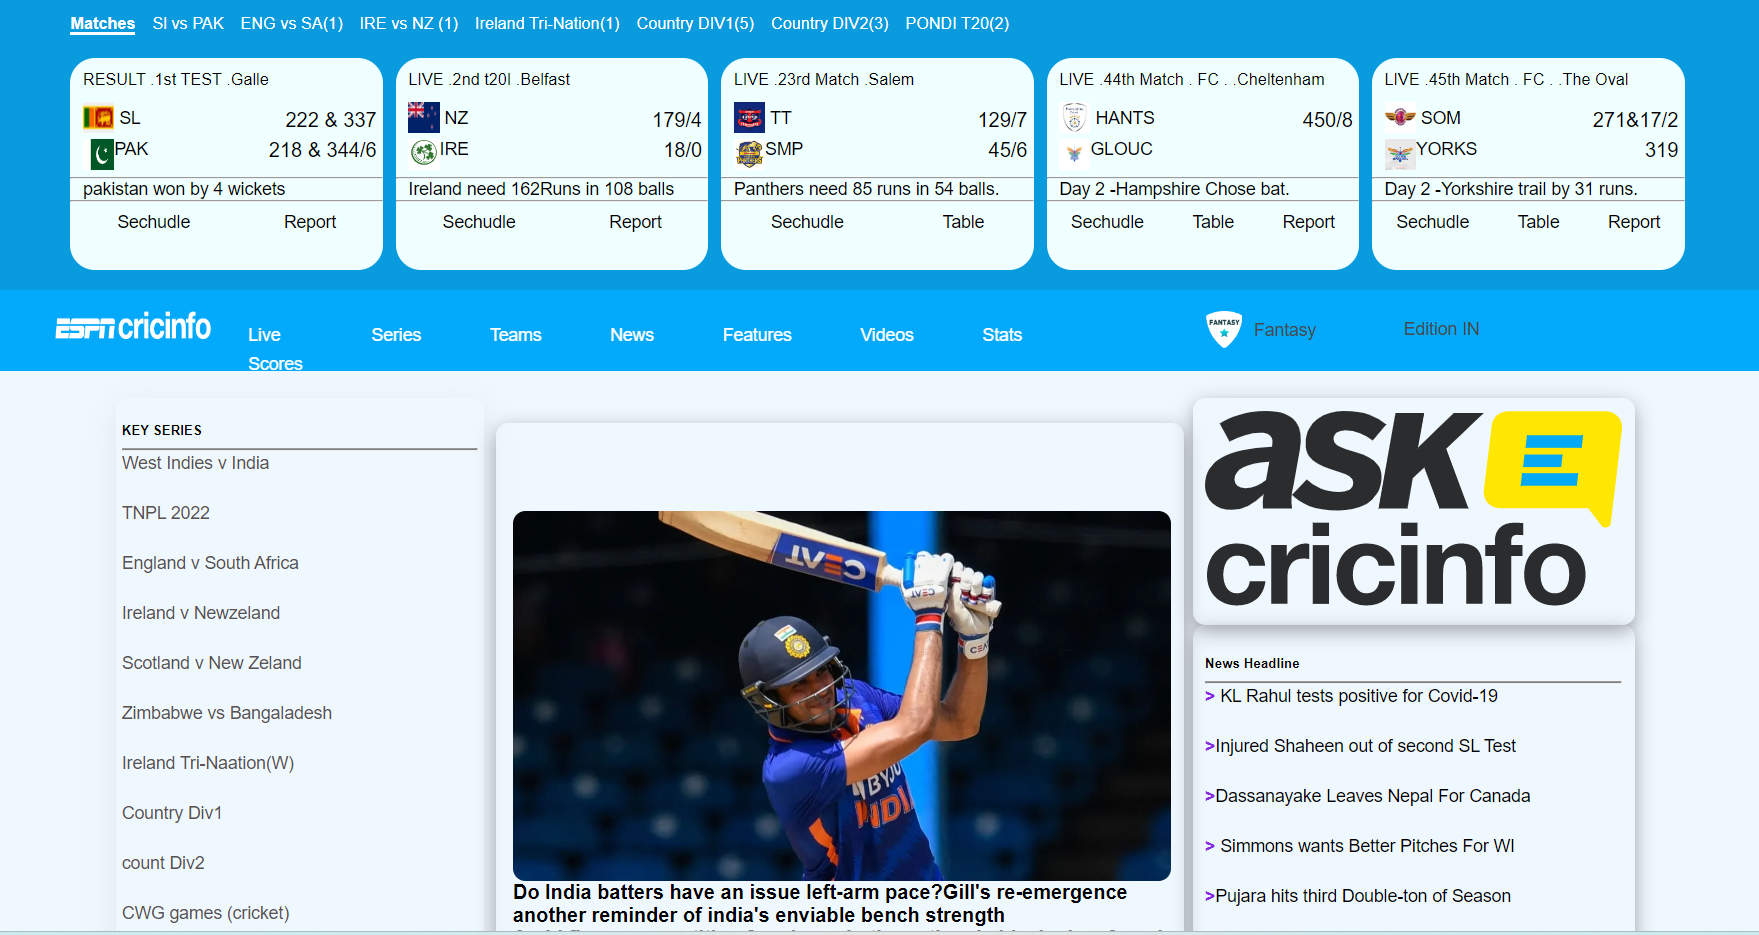 Matches SI vs PAK ENG vs SA(1) IRE vs NZ (1) Ireland Tri-Nation(1) Country DIV1(5) Country DIV2(3) PONDI T20(2)
RESULT .1st TEST .Galle
SL 222 & 337
PAK 218 & 344/6
pakistan won by 4 wickets
Sechudle Report
LIVE .2nd t20I .Belfast
NZ 179/4
IRE 18/0
Ireland need 162Runs in 108 balls
Sechudle Report
LIVE .23rd Match .Salem
TT 129/7
SMP 45/6
Panthers need 85 runs in 54 balls.
Sechudle Table
LIVE .44th Match . FC . .Cheltenham
HANTS 450/8
GLOUC
Day 2 -Hampshire Chose bat.
Sechudle Table Report
LIVE .45th Match . FC . .The Oval
SOM 271&17/2
YORKS 319
Day 2 -Yorkshire trail by 31 runs.
Sechudle Table Report
ESPN cricinfo
Live
Scores
Series
Teams
News
Features
Videos
Stats
FANTASY
Fantasy
Edition IN
KEY SERIES
West Indies v India
TNPL 2022
England v South Africa
Ireland v Newzeland
Scotland v New Zeland
Zimbabwe vs Bangaladesh
Ireland Tri-Naation(W)
Country Div1
count Div2
CWG games (cricket)
CEAT
CEAT
CEA
BYJU
INDIA
Do India batters have an issue left-arm pace?Gill's re-emergence
another reminder of india's enviable bench strength
ask
cricinfo
News Headline
> KL Rahul tests positive for Covid-19
>Injured Shaheen out of second SL Test
>Dassanayake Leaves Nepal For Canada
> Simmons wants Better Pitches For WI
>Pujara hits third Double-ton of Season